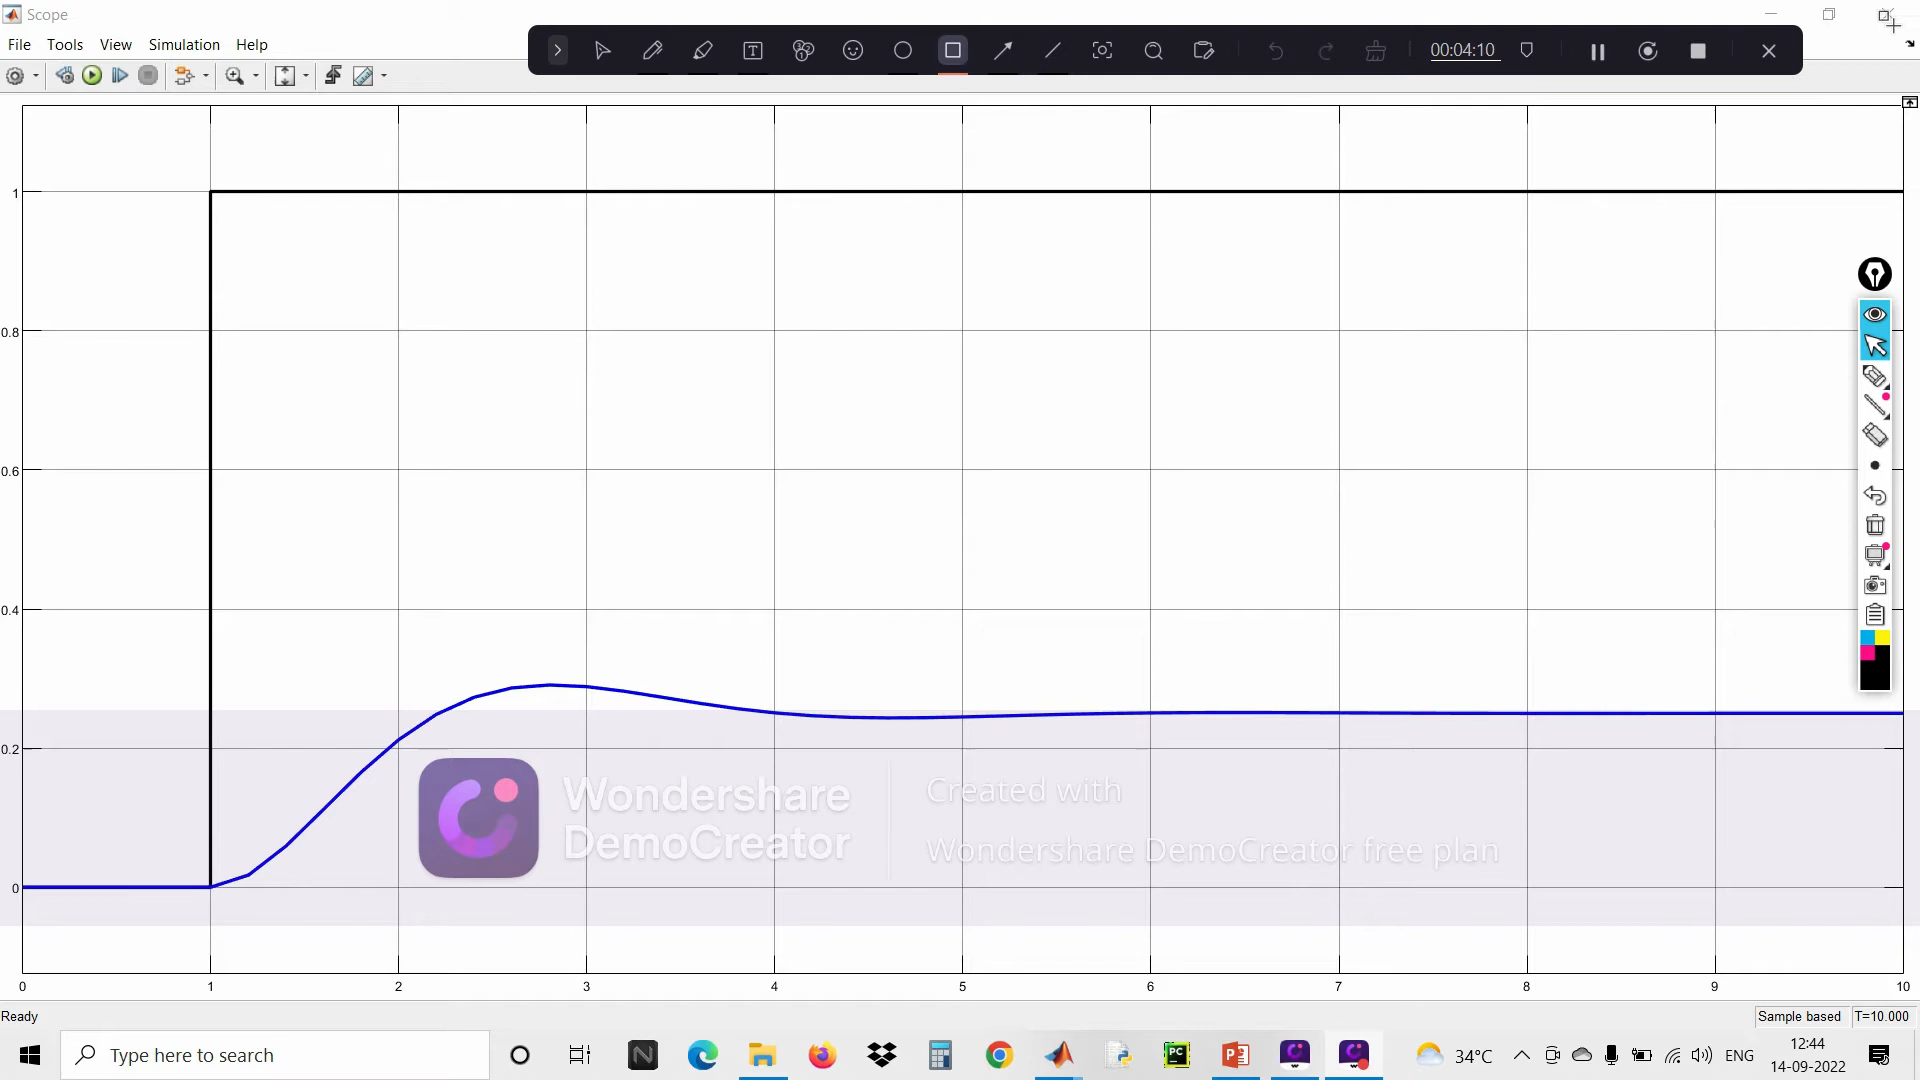 Scope
File Tools View Simulation Help
00:04:10
1
0.8
0.6
0.4
0.2
0
0 1 2 3 4 5 6 7 8 9 10
Wondershare
DemoCreator
Created with
Wondershare DemoCreator free plan
Ready
Sample based T=10.000
Type here to search
34°C
ENG
12:44
14-09-2022